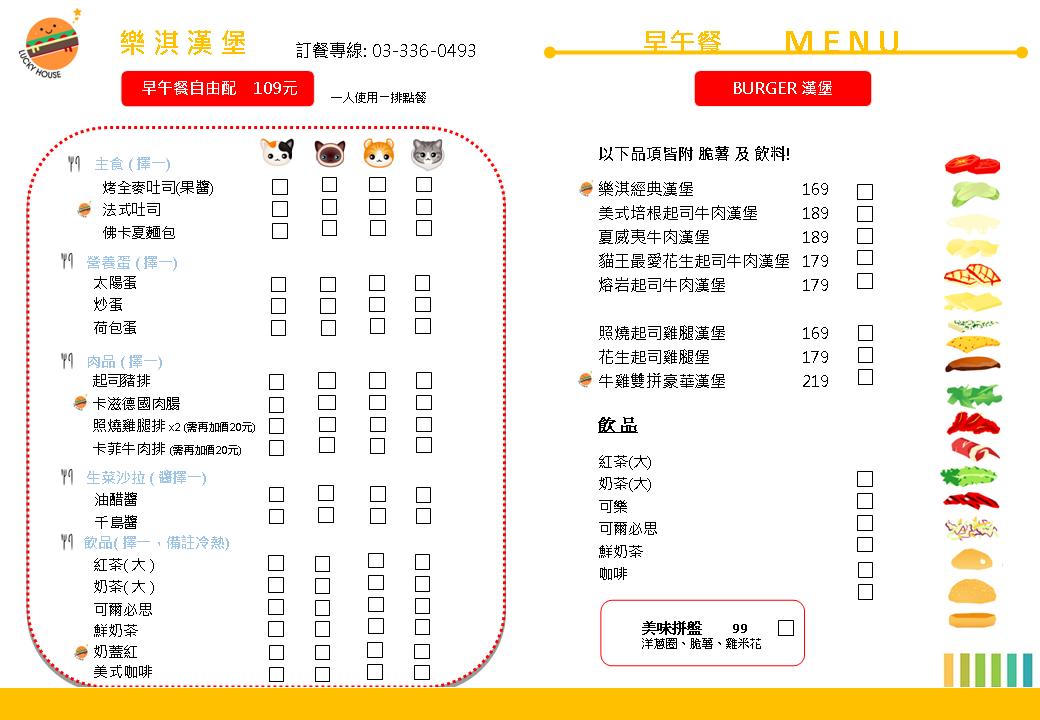 LUCKY HOUSE
樂淇漢堡
訂餐專線: 03-336-0493
早午餐自由配 109元
一人使用一排點餐
主食 ( 擇一)
烤全麥吐司(果醬)
法式吐司
佛卡夏麵包
營養蛋 ( 擇一)
太陽蛋
炒蛋
荷包蛋
肉品 ( 擇一)
起司豬排
卡滋德國肉腸
照燒雞腿排 x2 (需再加價20元)
卡菲牛肉排 (需再加價20元)
生菜沙拉 ( 醬擇一)
油醋醬
千島醬
飲品( 擇一，備註冷熱)
紅茶( 大 )
奶茶( 大 )
可爾必思
鮮奶茶
奶蓋紅
美式咖啡
早午餐 MENU
BURGER 漢堡
以下品項皆附 脆薯 及 飲料!
樂淇經典漢堡 169
美式培根起司牛肉漢堡 189
夏威夷牛肉漢堡 189
貓王最愛花生起司牛肉漢堡 179
熔岩起司牛肉漢堡 179
照燒起司雞腿漢堡 169
花生起司雞腿堡 179
牛雞雙拼豪華漢堡 219
飲品
紅茶(大)
奶茶(大)
可樂
可爾必思
鮮奶茶
咖啡
美味拼盤 99
洋蔥圈、脆薯、雞米花